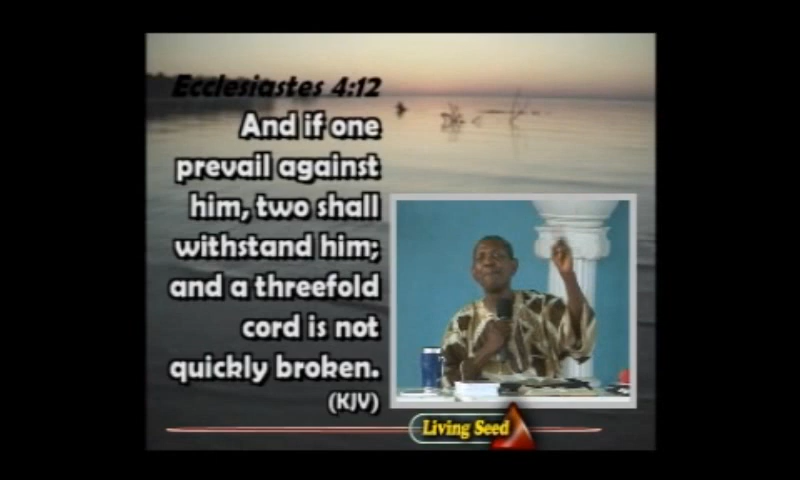 Ecclesiastes 4:12
And if one
prevail against
him, two shall
withstand him;
and a threefold
cord is not
quickly broken.
(KJV)
Living Seed